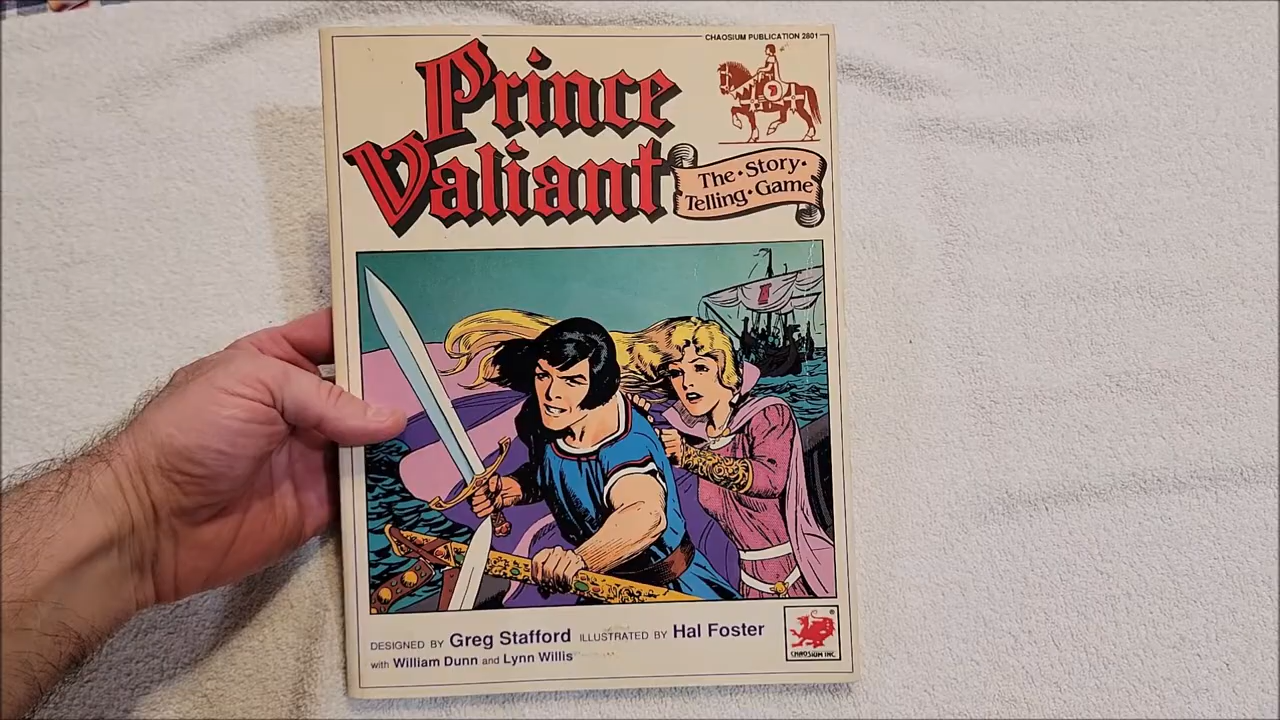 CHAOSIUM PUBLICATION 2801
Prince
Valiant
The • Story •
Telling • Game
DESIGNED BY Greg Stafford ILLUSTRATED BY Hal Foster
with William Dunn and Lynn Willis
®
CHAOSIUM INC.